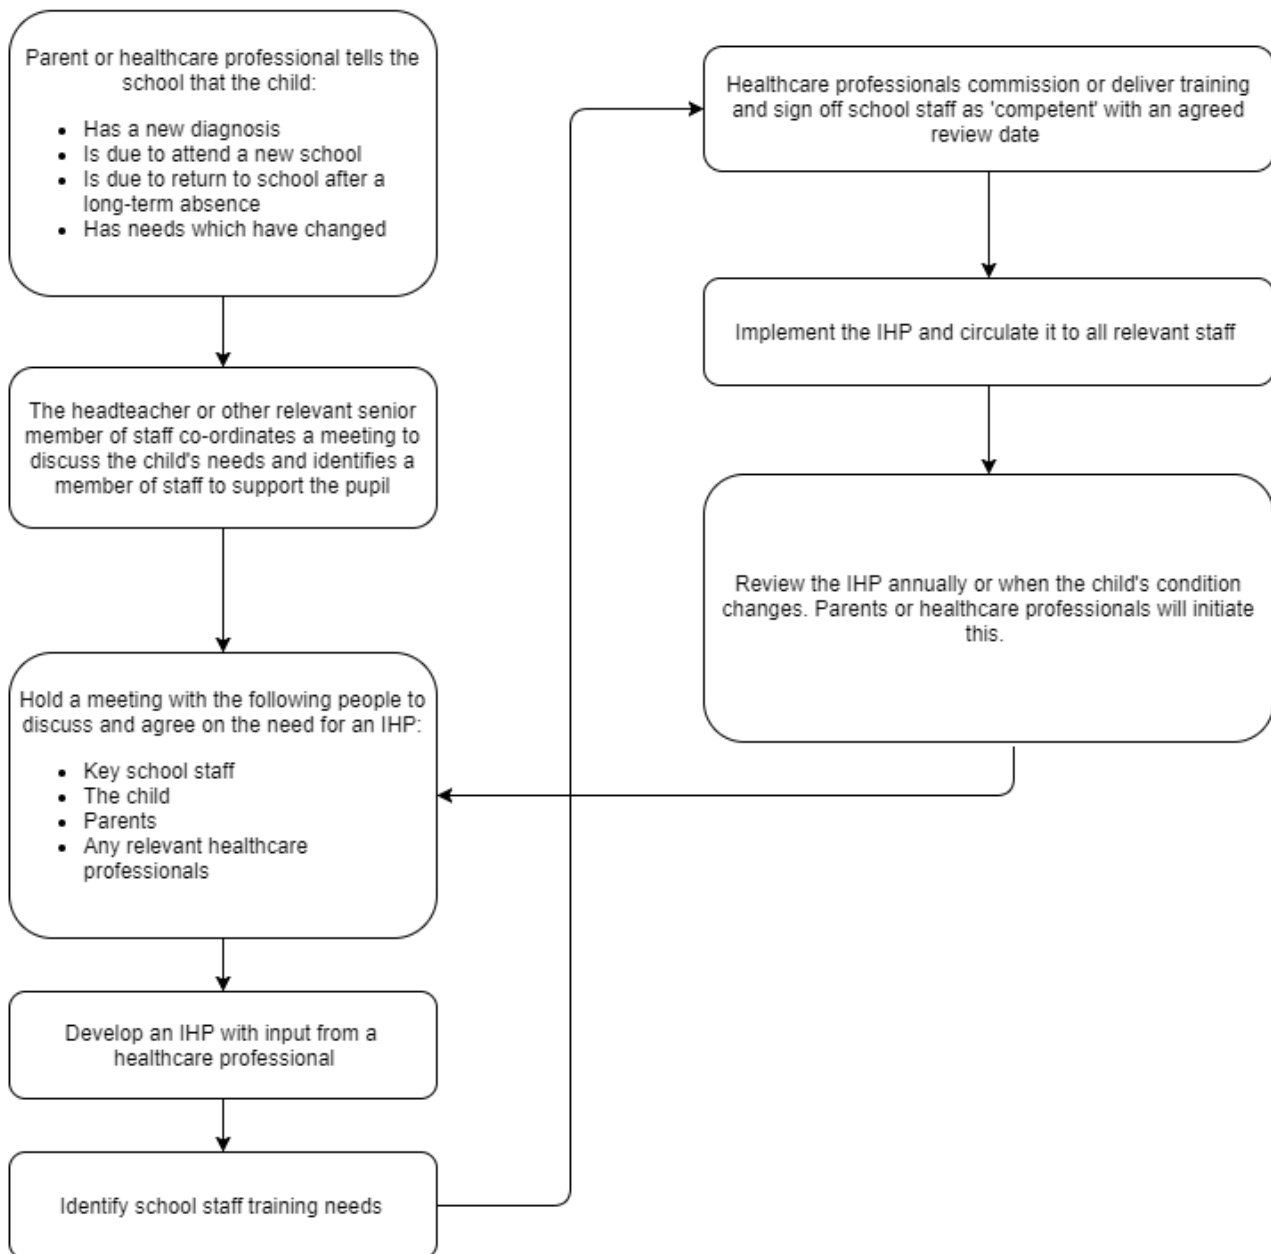 Parent or healthcare professional tells the
school that the child:
• Has a new diagnosis
• Is due to attend a new school
• Is due to return to school after a
long-term absence
• Has needs which have changed
The headteacher or other relevant senior
member of staff co-ordinates a meeting to
discuss the child's needs and identifies a
member of staff to support the pupil
Hold a meeting with the following people to
discuss and agree on the need for an IHP:
• Key school staff
• The child
• Parents
• Any relevant healthcare
professionals
Develop an IHP with input from a
healthcare professional
Identify school staff training needs
Healthcare professionals commission or deliver training
and sign off school staff as 'competent' with an agreed
review date
Implement the IHP and circulate it to all relevant staff
Review the IHP annually or when the child's condition
changes. Parents or healthcare professionals will initiate
this.